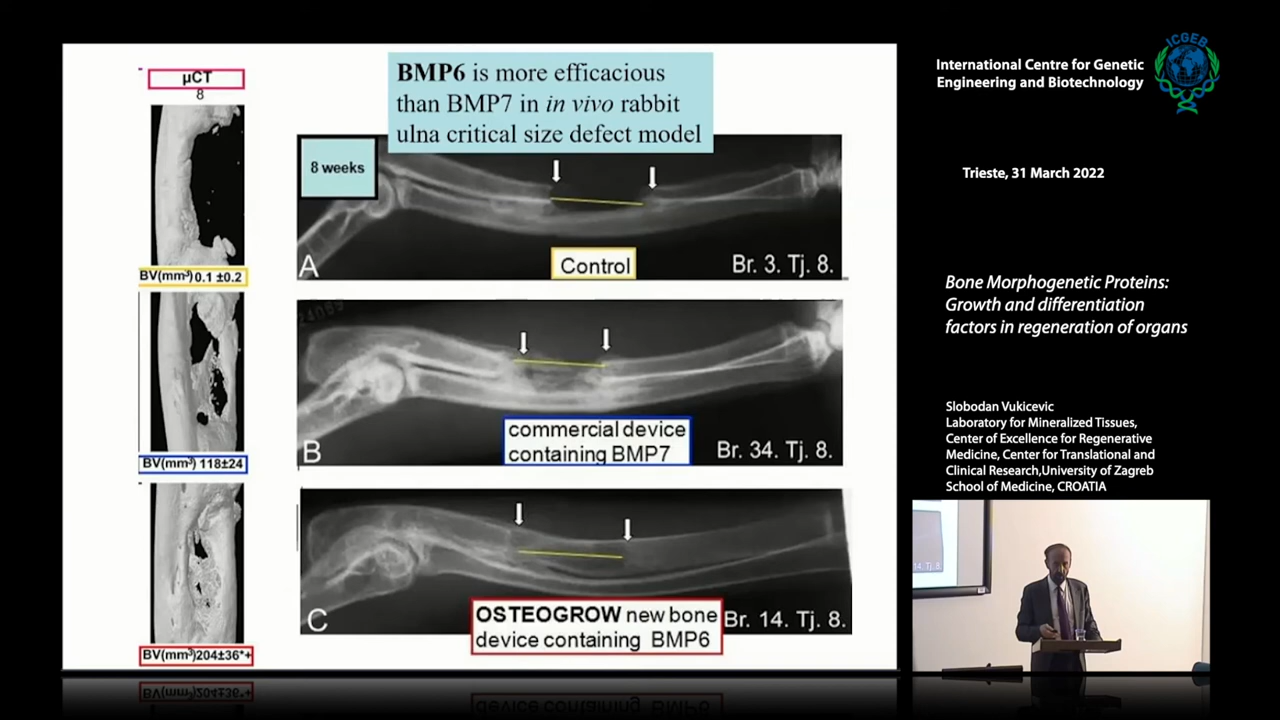 µCT
8
BV(mm³) 0.1 ±0.2
BV(mm³) 118±24
BV(mm³)204±36*+
BMP6 is more efficacious
than BMP7 in in vivo rabbit
ulna critical size defect model
8 weeks
A
Control
Br. 3. Tj. 8.
B
commercial device
containing BMP7
Br. 34. Tj. 8.
C
OSTEOGROW new bone
device containing BMP6
Br. 14. Tj. 8.
International Centre for Genetic
Engineering and Biotechnology
ICGEB
Trieste, 31 March 2022
Bone Morphogenetic Proteins:
Growth and differentiation
factors in regeneration of organs
Slobodan Vukicevic
Laboratory for Mineralized Tissues,
Center of Excellence for Regenerative
Medicine, Center for Translational and
Clinical Research,University of Zagreb
School of Medicine, CROATIA
14. Tj. 8.